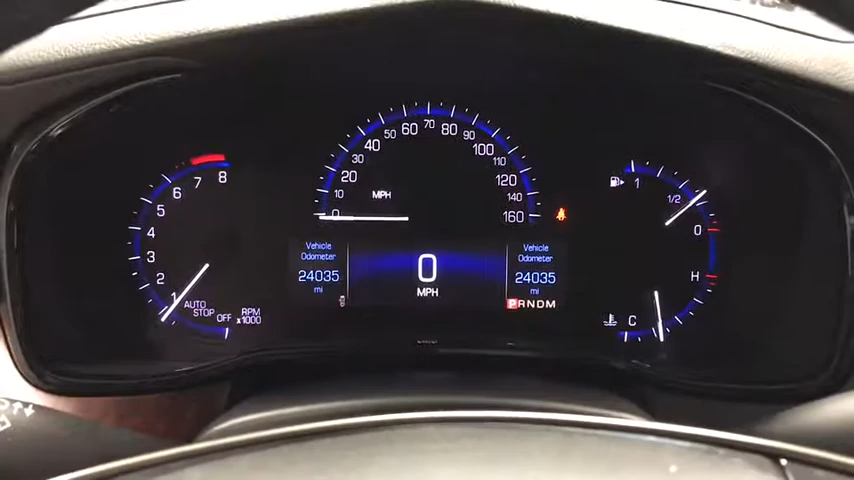 1
2
3
4
5
6
7
8
AUTO
STOP
OFF
RPM
x1000
0
10
20
30
40
50
60
70
80
90
100
110
120
140
160
MPH
Vehicle
Odometer
24035
mi
0
MPH
Vehicle
Odometer
24035
mi
PRNDM
1
1/2
0
H
C